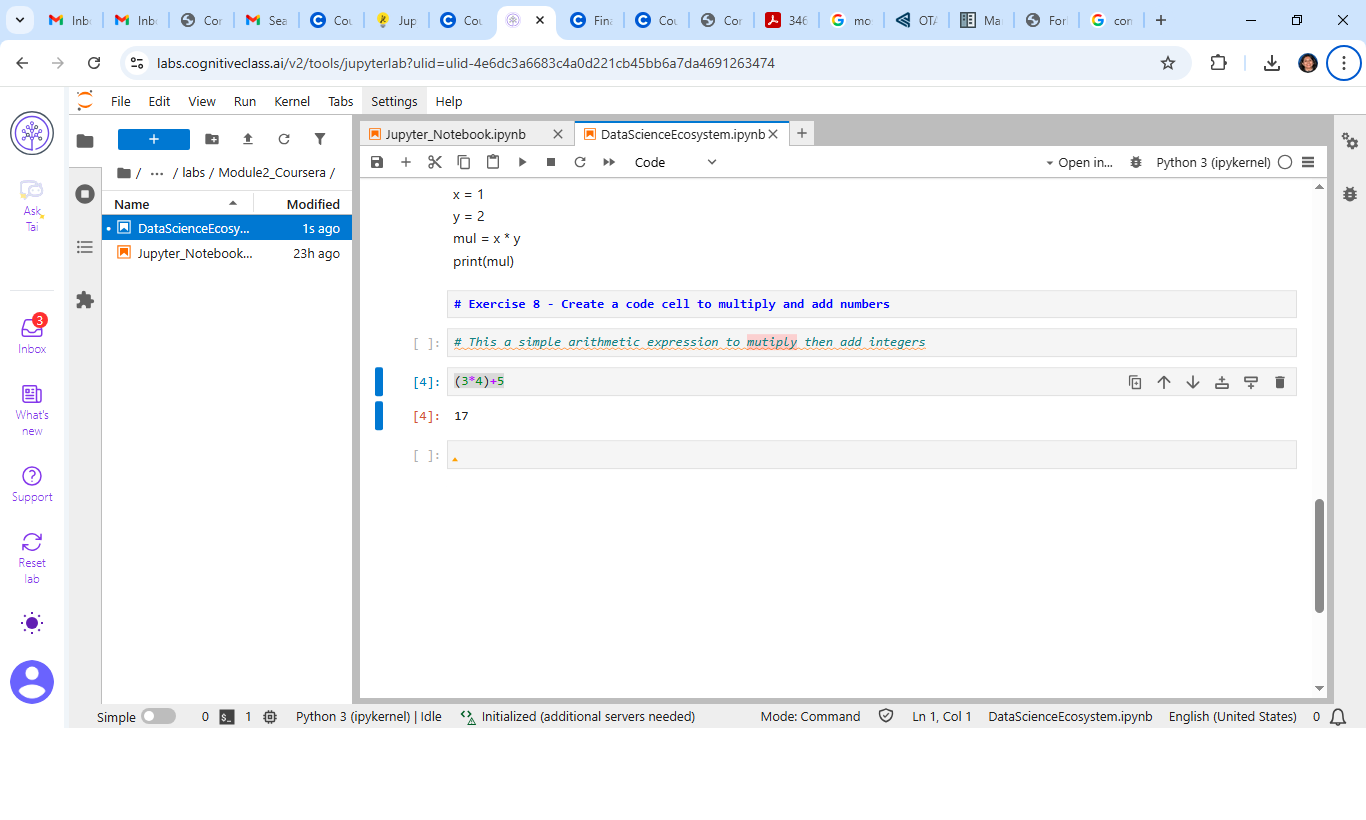 Inb
Inb
Cor
Sea
Cou
Jup
Cou
Fina
Cou
Cor
346
mo
OTA
Ma
For
con
labs.cognitiveclass.ai/v2/tools/jupyterlab?ulid=ulid-4e6dc3a6683c4a0d221cb45bb6a7da4691263474
File Edit View Run Kernel Tabs Settings Help
Ask
Tai
3
Inbox
What's
new
Support
Reset
lab
/ ··· / labs / Module2_Coursera /
Name Modified
DataScienceEcosy... 1s ago
Jupyter_Notebook... 23h ago
Jupyter_Notebook.ipynb
DataScienceEcosystem.ipynb
Code
Open in...
Python 3 (ipykernel)
x = 1
y = 2
mul = x * y
print(mul)
# Exercise 8 - Create a code cell to multiply and add numbers
[ ]: # This a simple arithmetic expression to mutiply then add integers
[4]: (3*4)+5
[4]: 17
[ ]:
Simple 0 $_ 1 Python 3 (ipykernel) | Idle Initialized (additional servers needed) Mode: Command Ln 1, Col 1 DataScienceEcosystem.ipynb English (United States) 0